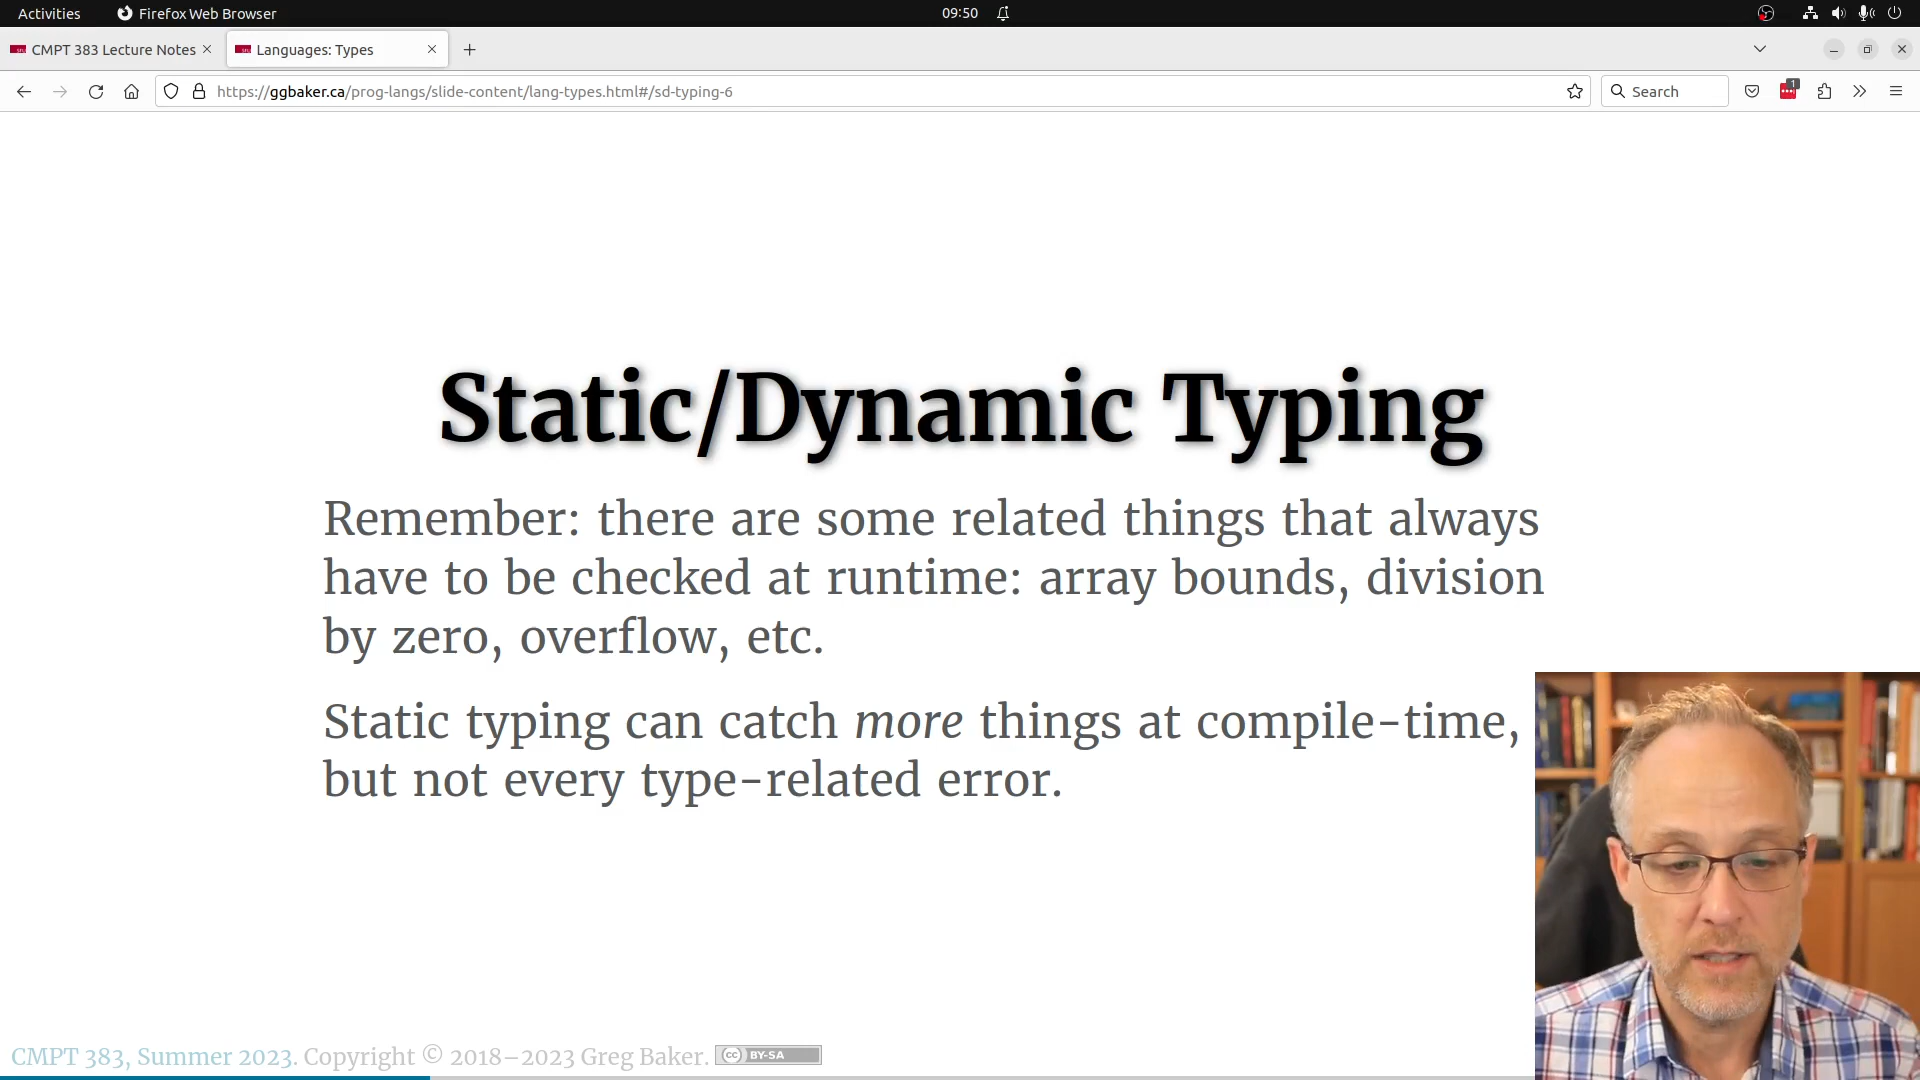 Activities
Firefox Web Browser
09:50
CMPT 383 Lecture Notes
Languages: Types
https://ggbaker.ca/prog-langs/slide-content/lang-types.html#/sd-typing-6
Search
1
Static/Dynamic Typing
Remember: there are some related things that always
have to be checked at runtime: array bounds, division
by zero, overflow, etc.
Static typing can catch more things at compile-time,
but not every type-related error.
CMPT 383, Summer 2023. Copyright © 2018–2023 Greg Baker.
cc BY-SA